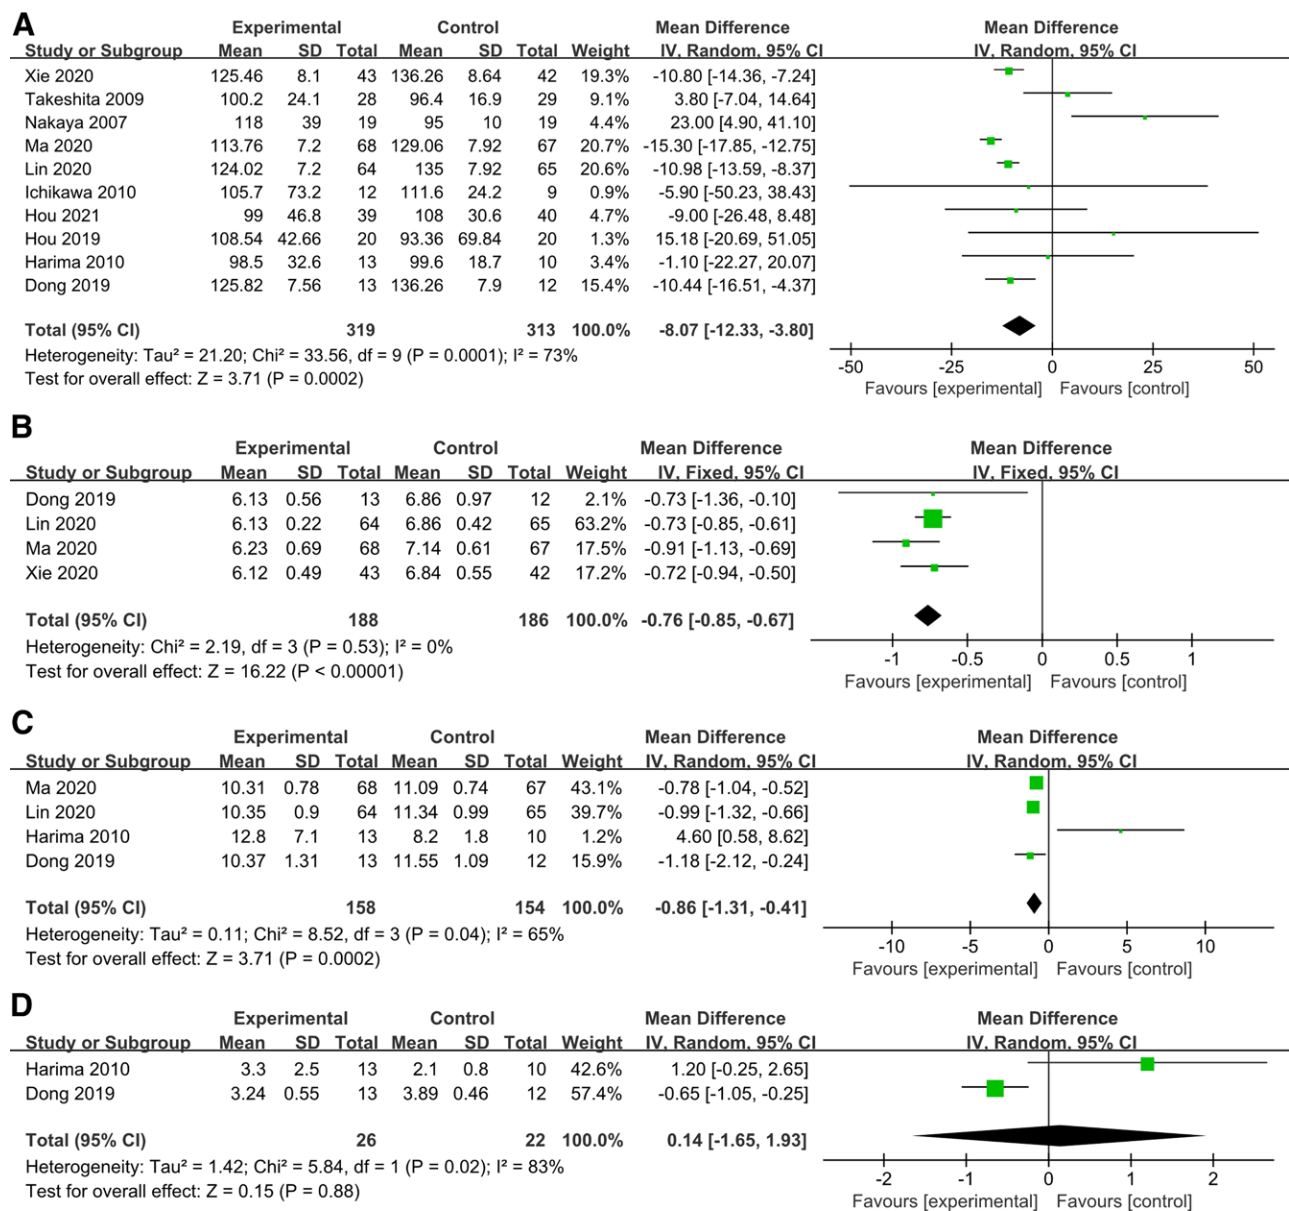 A
Experimental Control Mean Difference Mean Difference
Study or Subgroup Mean SD Total Mean SD Total Weight IV, Random, 95% CI IV, Random, 95% CI
Xie 2020 125.46 8.1 43 136.26 8.64 42 19.3% -10.80 [-14.36, -7.24]
Takeshita 2009 100.2 24.1 28 96.4 16.9 29 9.1% 3.80 [-7.04, 14.64]
Nakaya 2007 118 39 19 95 10 19 4.4% 23.00 [4.90, 41.10]
Ma 2020 113.76 7.2 68 129.06 7.92 67 20.7% -15.30 [-17.85, -12.75]
Lin 2020 124.02 7.2 64 135 7.92 65 20.6% -10.98 [-13.59, -8.37]
Ichikawa 2010 105.7 73.2 12 111.6 24.2 9 0.9% -5.90 [-50.23, 38.43]
Hou 2021 99 46.8 39 108 30.6 40 4.7% -9.00 [-26.48, 8.48]
Hou 2019 108.54 42.66 20 93.36 69.84 20 1.3% 15.18 [-20.69, 51.05]
Harima 2010 98.5 32.6 13 99.6 18.7 10 3.4% -1.10 [-22.27, 20.07]
Dong 2019 125.82 7.56 13 136.26 7.9 12 15.4% -10.44 [-16.51, -4.37]
Total (95% CI) 319 313 100.0% -8.07 [-12.33, -3.80]
Heterogeneity: Tau² = 21.20; Chi² = 33.56, df = 9 (P = 0.0001); I² = 73%
Test for overall effect: Z = 3.71 (P = 0.0002)
-50 -25 0 25 50
Favours [experimental] Favours [control]
B
Experimental Control Mean Difference Mean Difference
Study or Subgroup Mean SD Total Mean SD Total Weight IV, Fixed, 95% CI IV, Fixed, 95% CI
Dong 2019 6.13 0.56 13 6.86 0.97 12 2.1% -0.73 [-1.36, -0.10]
Lin 2020 6.13 0.22 64 6.86 0.42 65 63.2% -0.73 [-0.85, -0.61]
Ma 2020 6.23 0.69 68 7.14 0.61 67 17.5% -0.91 [-1.13, -0.69]
Xie 2020 6.12 0.49 43 6.84 0.55 42 17.2% -0.72 [-0.94, -0.50]
Total (95% CI) 188 186 100.0% -0.76 [-0.85, -0.67]
Heterogeneity: Chi² = 2.19, df = 3 (P = 0.53); I² = 0%
Test for overall effect: Z = 16.22 (P < 0.00001)
-1 -0.5 0 0.5 1
Favours [experimental] Favours [control]
C
Experimental Control Mean Difference Mean Difference
Study or Subgroup Mean SD Total Mean SD Total Weight IV, Random, 95% CI IV, Random, 95% CI
Ma 2020 10.31 0.78 68 11.09 0.74 67 43.1% -0.78 [-1.04, -0.52]
Lin 2020 10.35 0.9 64 11.34 0.99 65 39.7% -0.99 [-1.32, -0.66]
Harima 2010 12.8 7.1 13 8.2 1.8 10 1.2% 4.60 [0.58, 8.62]
Dong 2019 10.37 1.31 13 11.55 1.09 12 15.9% -1.18 [-2.12, -0.24]
Total (95% CI) 158 154 100.0% -0.86 [-1.31, -0.41]
Heterogeneity: Tau² = 0.11; Chi² = 8.52, df = 3 (P = 0.04); I² = 65%
Test for overall effect: Z = 3.71 (P = 0.0002)
-10 -5 0 5 10
Favours [experimental] Favours [control]
D
Experimental Control Mean Difference Mean Difference
Study or Subgroup Mean SD Total Mean SD Total Weight IV, Random, 95% CI IV, Random, 95% CI
Harima 2010 3.3 2.5 13 2.1 0.8 10 42.6% 1.20 [-0.25, 2.65]
Dong 2019 3.24 0.55 13 3.89 0.46 12 57.4% -0.65 [-1.05, -0.25]
Total (95% CI) 26 22 100.0% 0.14 [-1.65, 1.93]
Heterogeneity: Tau² = 1.42; Chi² = 5.84, df = 1 (P = 0.02); I² = 83%
Test for overall effect: Z = 0.15 (P = 0.88)
-2 -1 0 1 2
Favours [experimental] Favours [control]